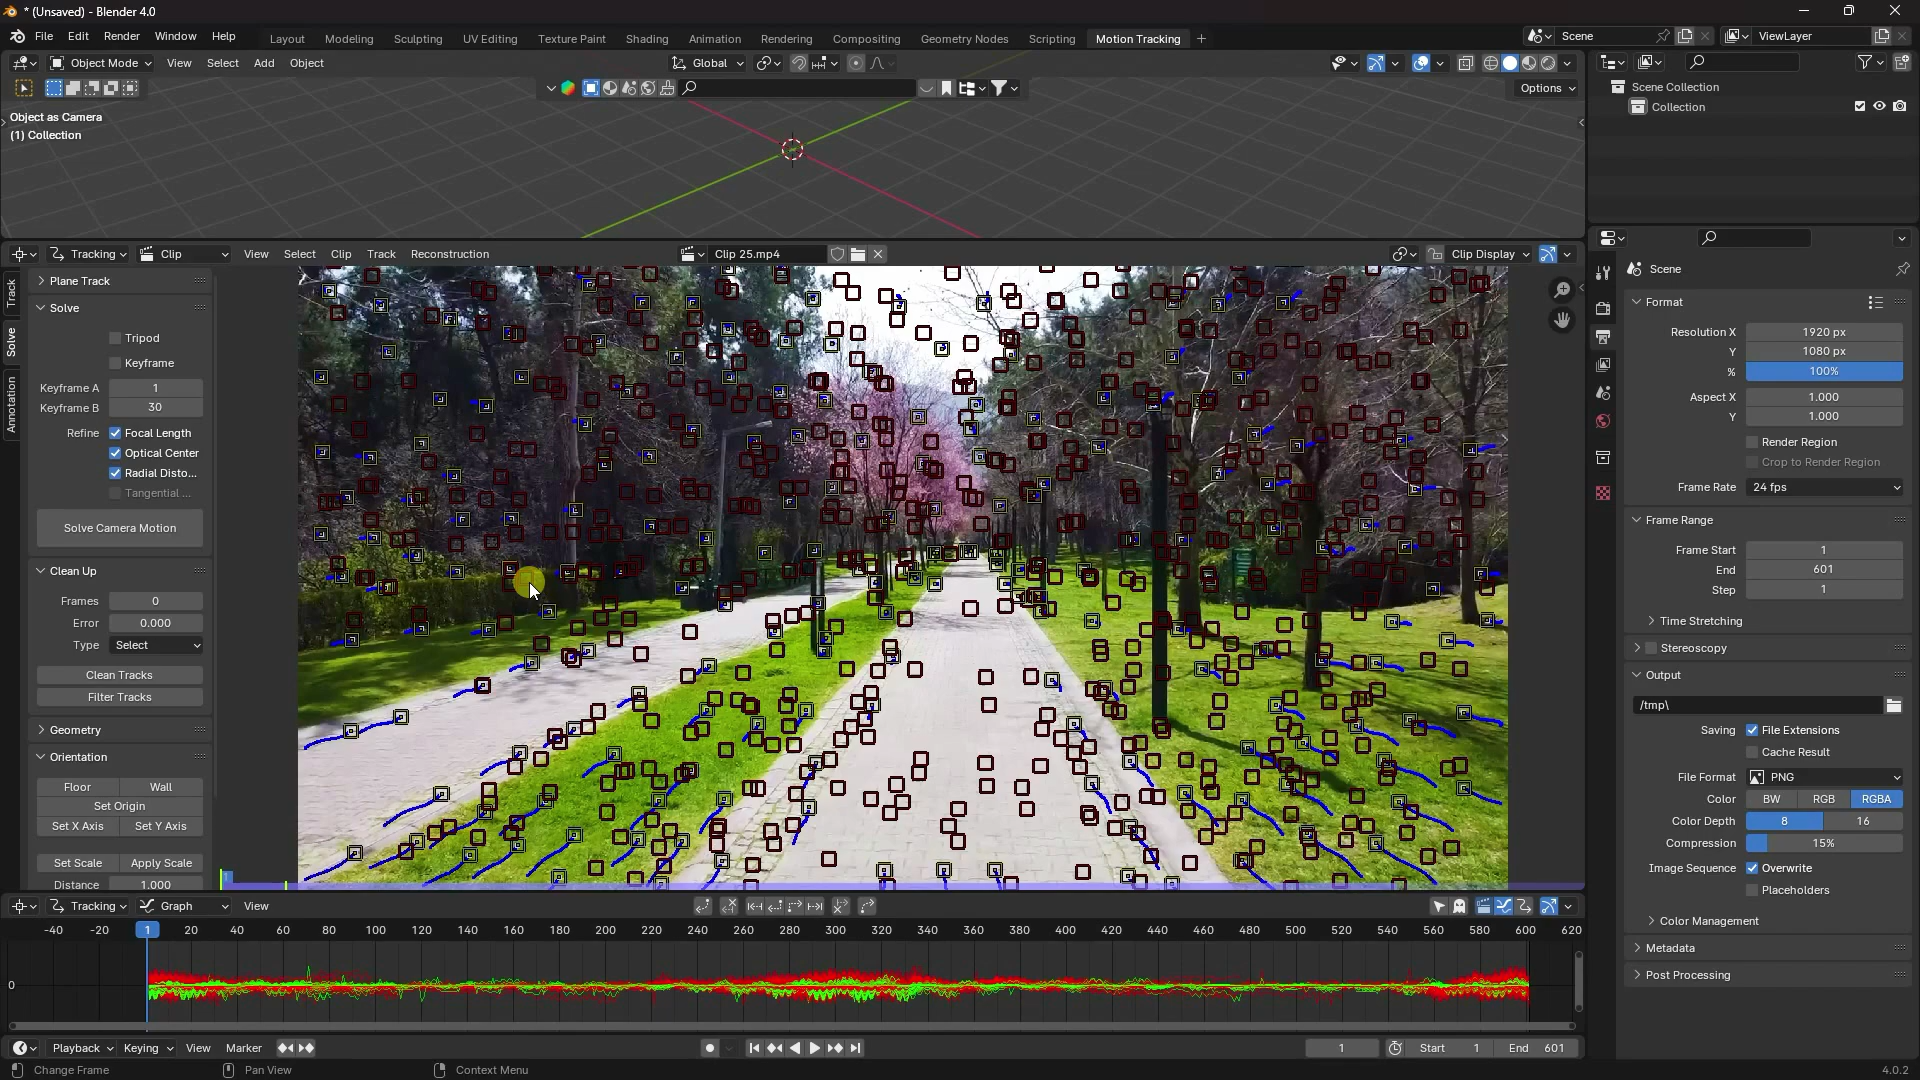 * (Unsaved) - Blender 4.0
File Edit Render Window Help Layout Modeling Sculpting UV Editing Texture Paint Shading Animation Rendering Compositing Geometry Nodes Scripting Motion Tracking + Scene ViewLayer
Object Mode View Select Add Object Global
Options
Object as Camera
(1) Collection
Scene Collection
Collection
Tracking Clip View Select Clip Track Reconstruction Clip 25.mp4 Clip Display
Track
Solve
Annotation
Plane Track
Solve
Tripod
Keyframe
Keyframe A 1
Keyframe B 30
Refine Focal Length
Optical Center
Radial Disto...
Tangential ...
Solve Camera Motion
Clean Up
Frames 0
Error 0.000
Type Select
Clean Tracks
Filter Tracks
Geometry
Orientation
Floor Wall
Set Origin
Set X Axis Set Y Axis
Set Scale Apply Scale
Distance 1.000
1
Scene
Format
Resolution X 1920 px
Y 1080 px
% 100%
Aspect X 1.000
Y 1.000
Render Region
Crop to Render Region
Frame Rate 24 fps
Frame Range
Frame Start 1
End 601
Step 1
Time Stretching
Stereoscopy
Output
/tmp\
Saving File Extensions
Cache Result
File Format PNG
Color BW RGB RGBA
Color Depth 8 16
Compression 15%
Image Sequence Overwrite
Placeholders
Color Management
Metadata
Post Processing
Tracking Graph View
-40 -20 1 20 40 60 80 100 120 140 160 180 200 220 240 260 280 300 320 340 360 380 400 420 440 460 480 500 520 540 560 580 600 620
0
Playback Keying View Marker 1 Start 1 End 601
Change Frame Pan View Context Menu 4.0.2